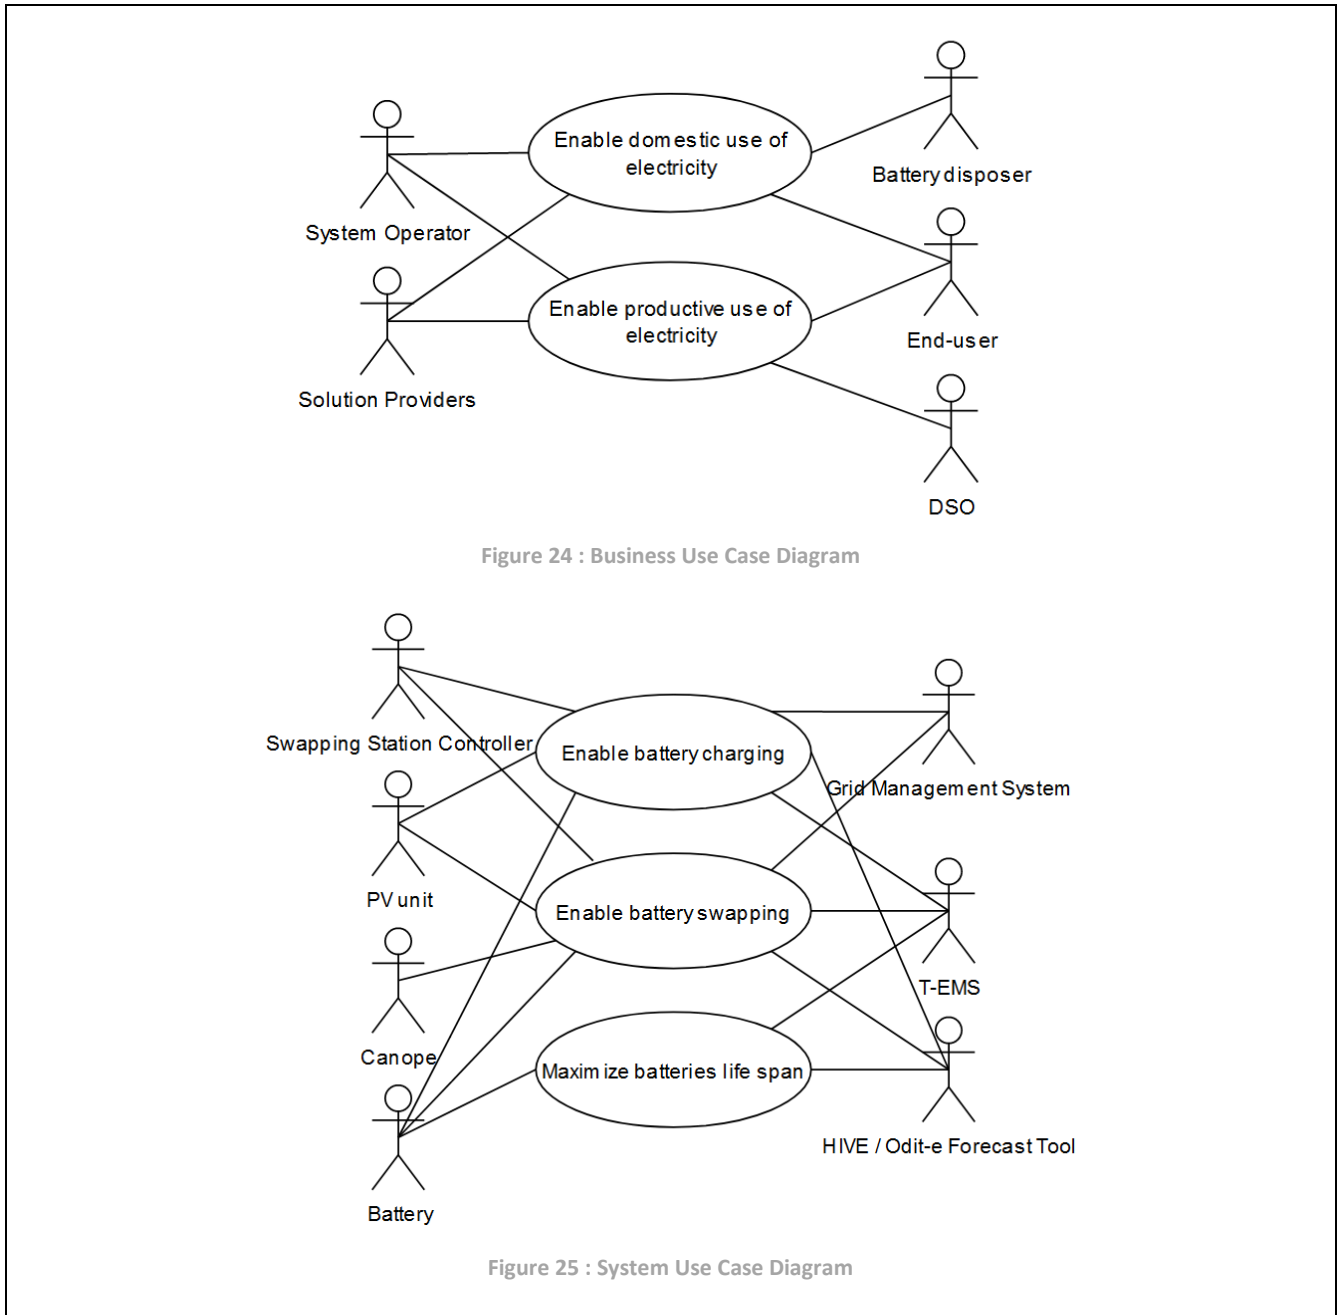 Enable domestic use of
electricity
Battery disposer
System Operator
Enable productive use of
electricity
End-user
Solution Providers
DSO
Figure 24 : Business Use Case Diagram
Swapping Station Controller
Enable battery charging
Grid Management System
PV unit
Enable battery swapping
T-EMS
Canope
Maximize batteries life span
HIVE / Odit-e Forecast Tool
Battery
Figure 25 : System Use Case Diagram